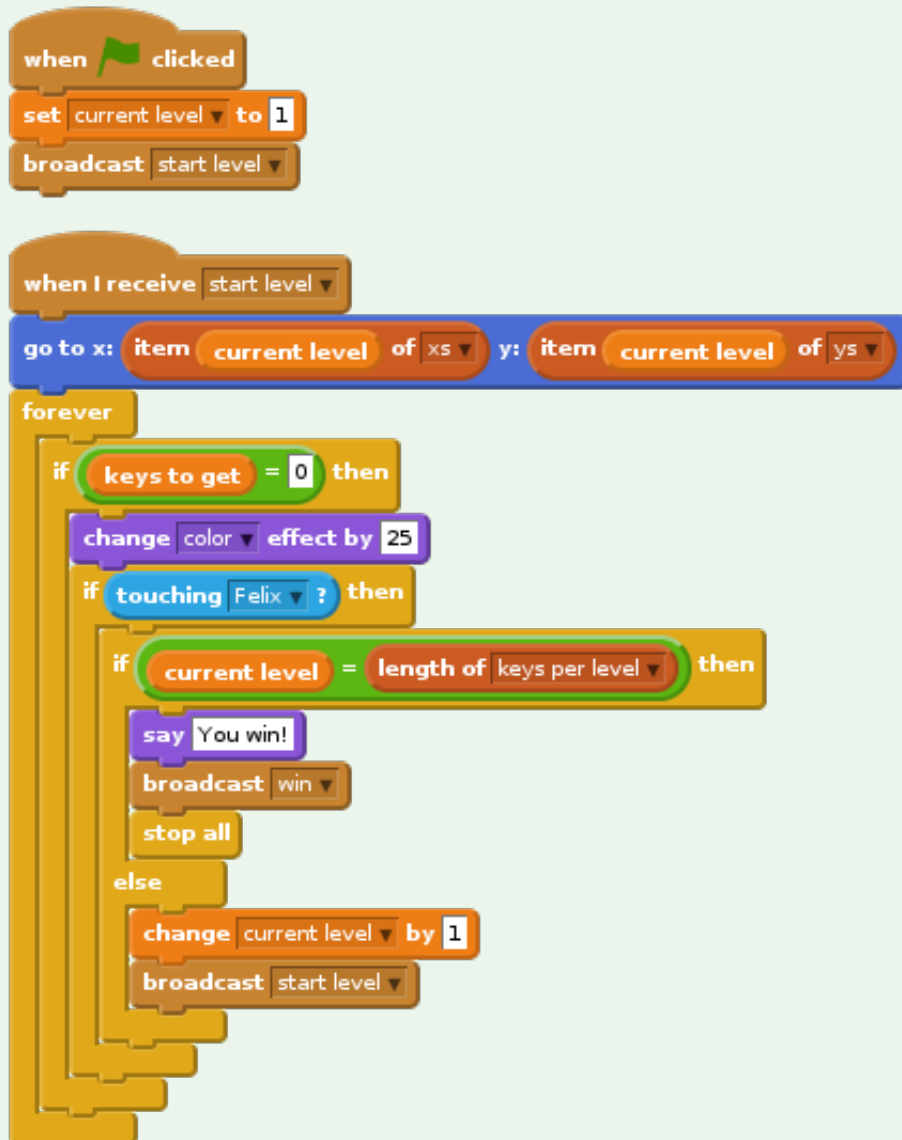 when clicked
set current level to 1
broadcast start level
when I receive start level
go to x: item current level of xs y: item current level of ys
forever
if keys to get = 0 then
change color effect by 25
if touching Felix ? then
if current level = length of keys per level then
say You win!
broadcast win
stop all
else
change current level by 1
broadcast start level